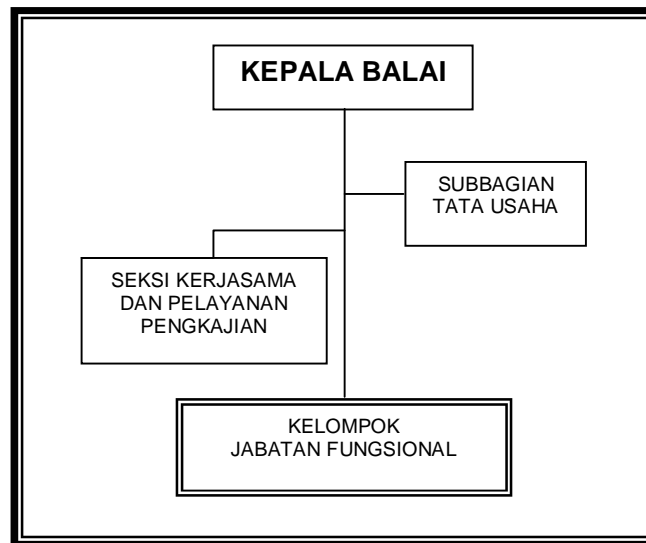 KEPALA BALAI
SUBBAGIAN
TATA USAHA
SEKSI KERJASAMA
DAN PELAYANAN
PENGKAJIAN
KELOMPOK
JABATAN FUNGSIONAL